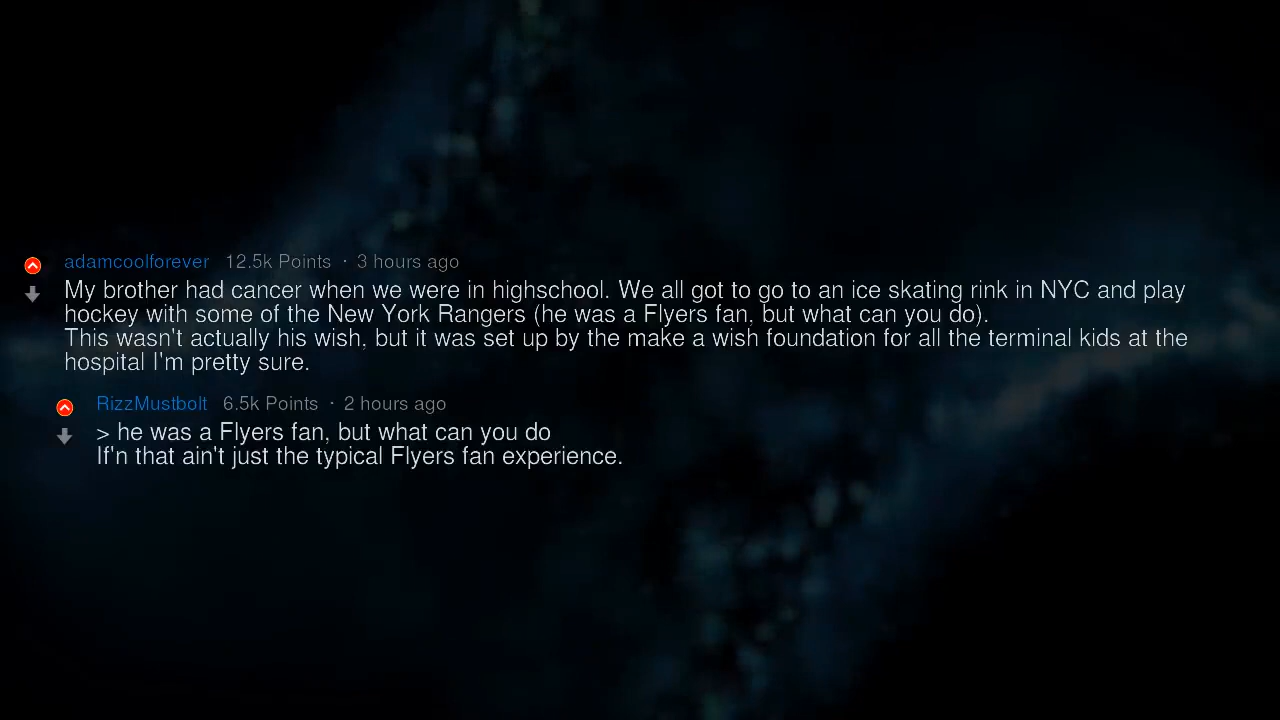 adamcoolforever 12.5k Points · 3 hours ago
My brother had cancer when we were in highschool. We all got to go to an ice skating rink in NYC and play
hockey with some of the New York Rangers (he was a Flyers fan, but what can you do).
This wasn't actually his wish, but it was set up by the make a wish foundation for all the terminal kids at the
hospital I'm pretty sure.
RizzMustbolt 6.5k Points · 2 hours ago
> he was a Flyers fan, but what can you do
If'n that ain't just the typical Flyers fan experience.